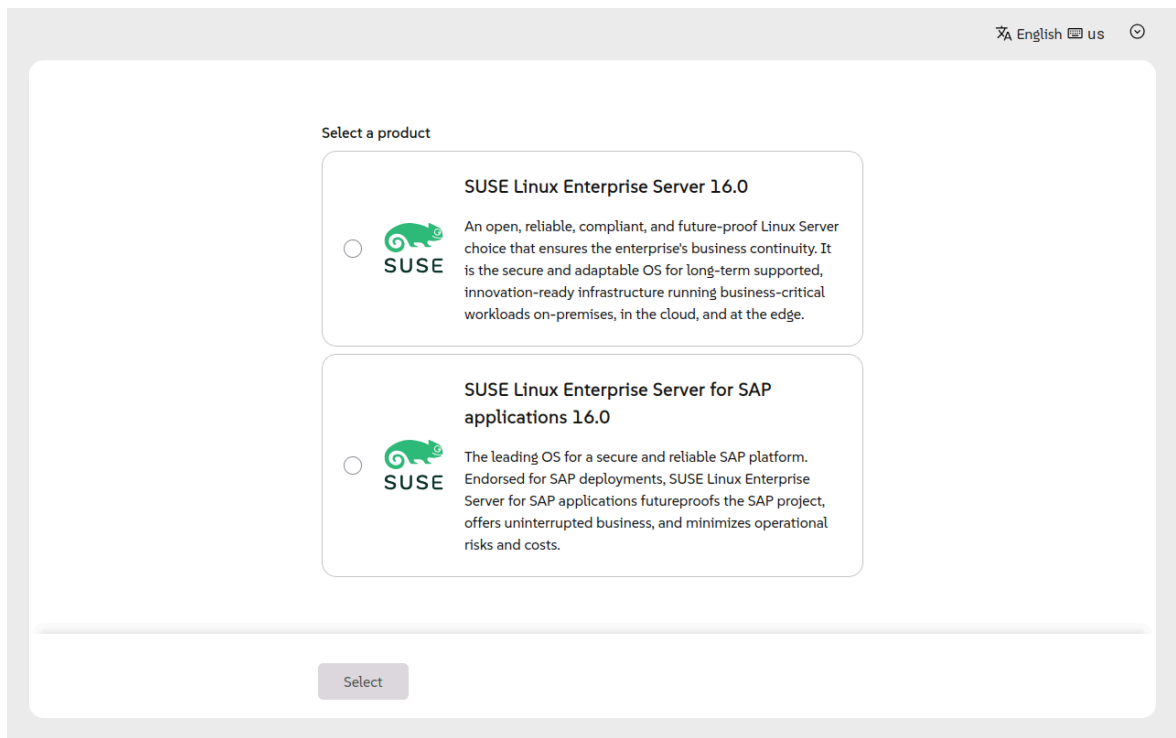 English us
Select a product
SUSE Linux Enterprise Server 16.0
An open, reliable, compliant, and future-proof Linux Server
choice that ensures the enterprise's business continuity. It
is the secure and adaptable OS for long-term supported,
innovation-ready infrastructure running business-critical
workloads on-premises, in the cloud, and at the edge.
SUSE
SUSE Linux Enterprise Server for SAP
applications 16.0
The leading OS for a secure and reliable SAP platform.
Endorsed for SAP deployments, SUSE Linux Enterprise
Server for SAP applications futureproofs the SAP project,
offers uninterrupted business, and minimizes operational
risks and costs.
SUSE
Select